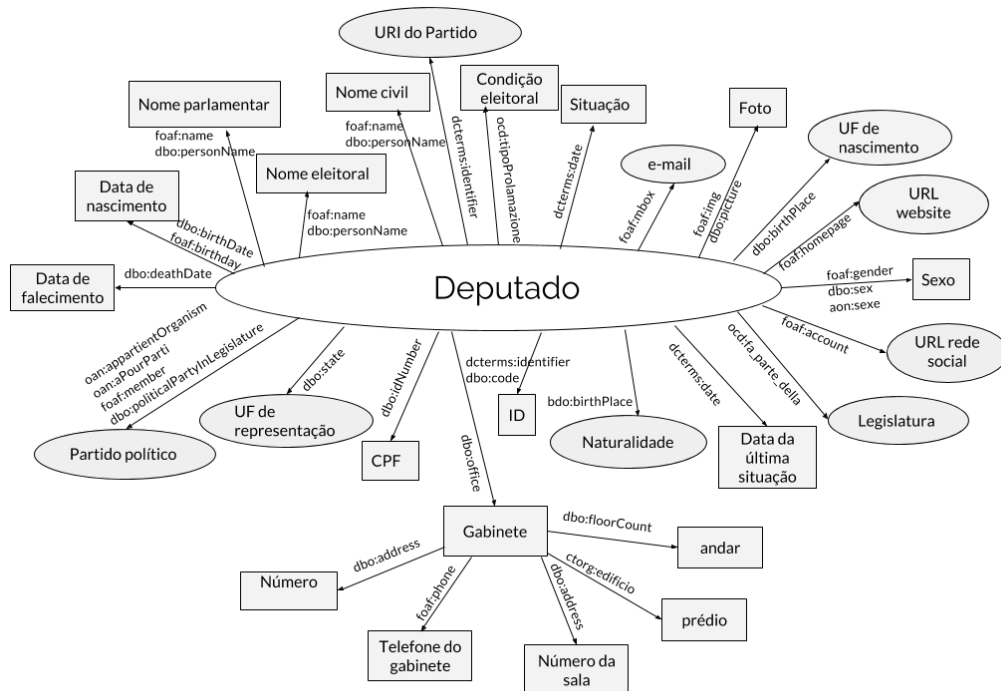 URI do Partido
Nome parlamentar
Nome civil
Condição
eleitoral
Situação
Foto
UF de
nascimento
foaf:name
dbo:personName
foaf:name
dbo:personName
dcterms:identifier
ocd:tipoProlamazione
dcterms:date
e-mail
foaf:mbox
foaf:img
dbo:picture
dbo:birthPlace
Data de
nascimento
Nome eleitoral
foaf:name
dbo:personName
URL
website
foaf:homepage
dbo:birthDate
foaf:birthday
Data de
falecimento
dbo:deathDate
Deputado
foaf:gender
dbo:sex
aon:sexe
Sexo
oan:appartientOrganism
oan:aPourParti
foaf:member
dbo:politicalPartyInLegislature
Partido político
dbo:state
UF de
representação
dbo:idNumber
CPF
dbo:office
dcterms:identifier
dbo:code
ID
bdo:birthPlace
Naturalidade
dcterms:date
Data da
última
situação
ocd:fa_parte_della
Legislatura
foaf:account
URL rede
social
Gabinete
dbo:floorCount
andar
dbo:address
Número
foaf:phone
Telefone do
gabinete
dbo:address
Número da
sala
ctorg:edificio
prédio